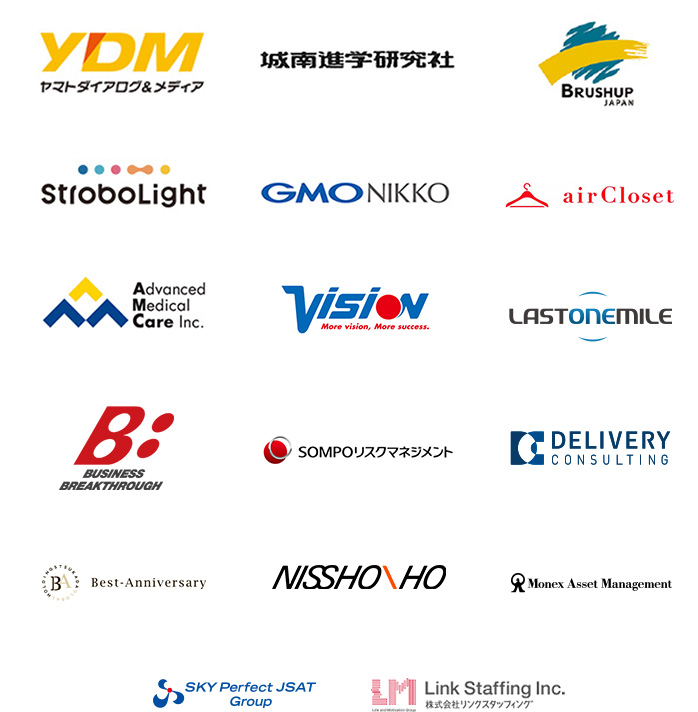 YDM
ヤマトダイアログ&メディア
城南進学研究社
BRUSHUP
JAPAN
StroboLight
GMO NIKKO
airCloset
Advanced
Medical
Care Inc.
Vision
More vision, More success.
LASTONEMILE
B:
BUSINESS
BREAKTHROUGH
SOMPOリスクマネジメント
DELIVERY
CONSULTING
BA
Best-Anniversary
NISSHO\HO
Monex Asset Management
SKY Perfect JSAT
Group
LM
Link and Motivation Group
Link Staffing Inc.
株式会社リンクスタッフィング